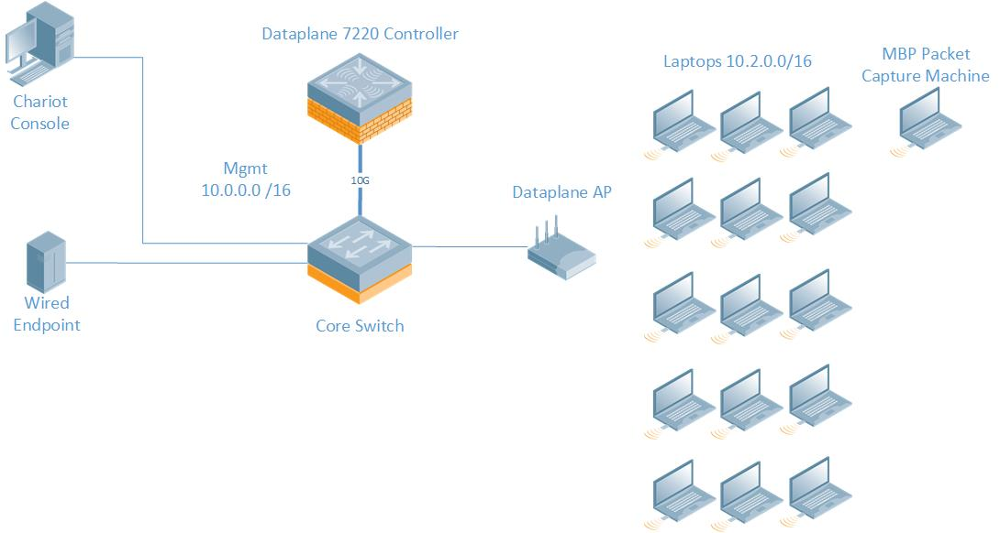 Dataplane 7220 Controller
Chariot
Console
Mgmt
10.0.0.0 /16
10G
Wired
Endpoint
Core Switch
Dataplane AP
Laptops 10.2.0.0/16
MBP Packet
Capture Machine